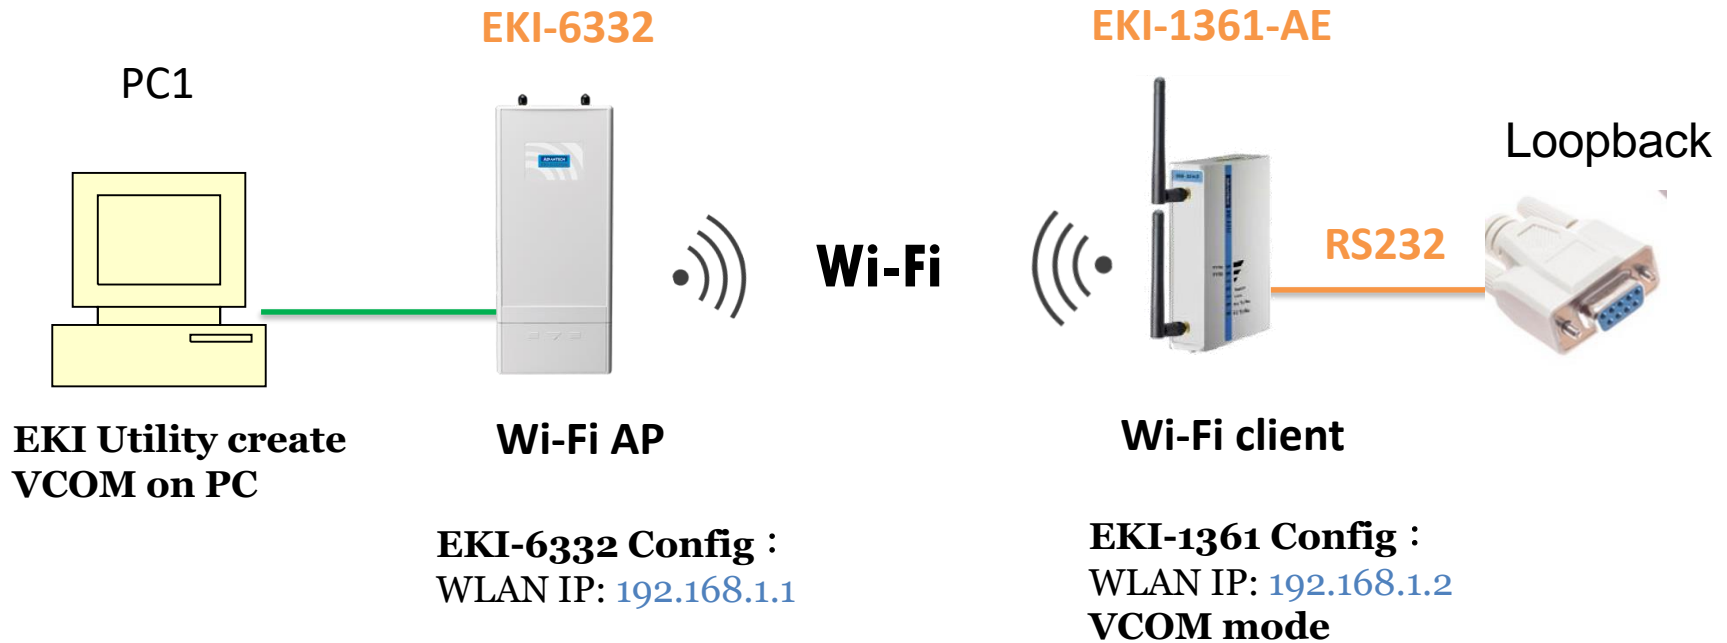 EKI-6332
EKI-1361-AE
PC1
Loopback
ADVANTECH
Wi-Fi
RS232
EKI Utility create
VCOM on PC
Wi-Fi AP
Wi-Fi client
EKI-6332 Config：
WLAN IP: 192.168.1.1
EKI-1361 Config：
WLAN IP: 192.168.1.2
VCOM mode